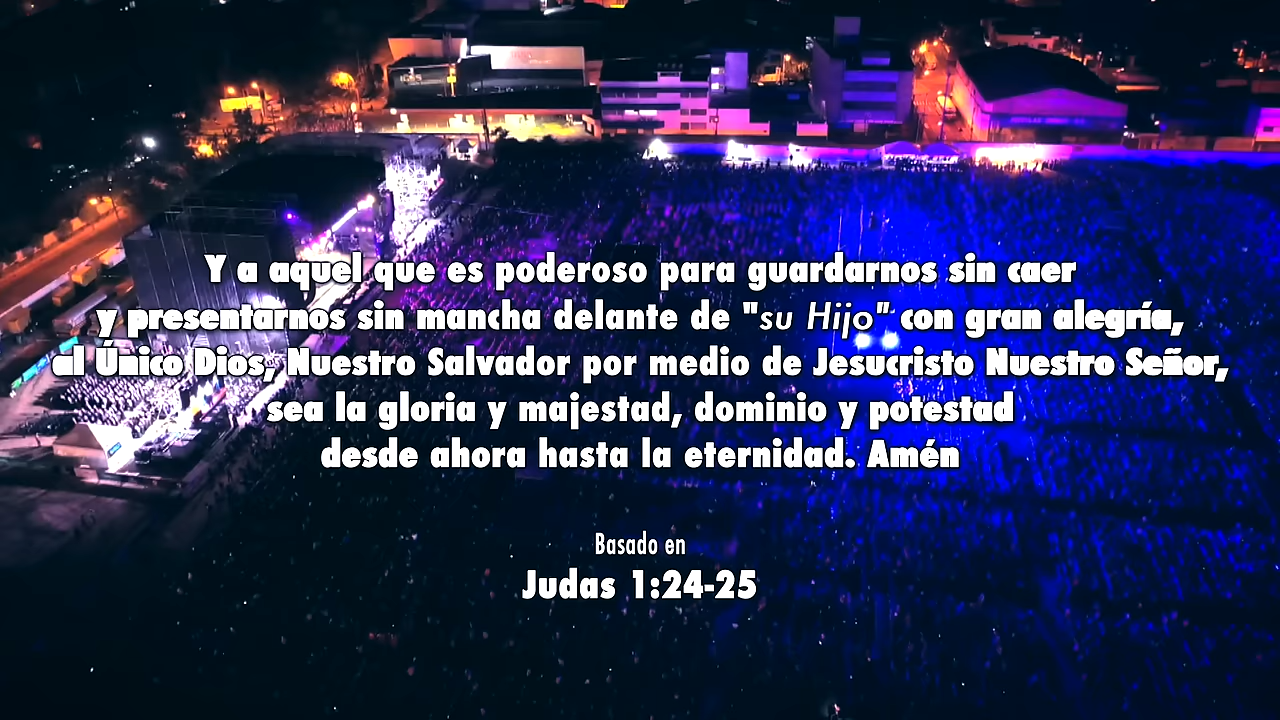 Y a aquel que es poderoso para guardarnos sin caer
y presentarnos sin mancha delante de "su Hijo" con gran alegría,
al Único Dios, Nuestro Salvador por medio de Jesucristo Nuestro Señor,
sea la gloria y majestad, dominio y potestad
desde ahora hasta la eternidad. Amén
Basado en
Judas 1:24-25